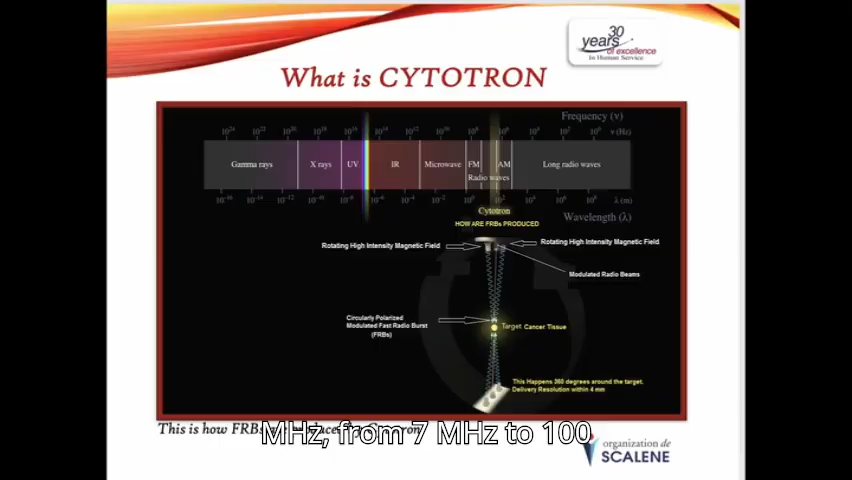 30
years
of excellence
In Human Service
What is CYTOTRON
Frequency (ν)
ν (Hz)
Gamma rays X rays UV IR Microwave FM AM Long radio waves
Radio waves
λ (m)
Cytotron
Wavelength (λ)
HOW ARE FRBs PRODUCED
Rotating High Intensity Magnetic Field
Rotating High Intensity Magnetic Field
Modulated Radio Beams
Circularly Polarized
Modulated Fast Radio Burst
(FRBs)
Target Cancer Tissue
This Happens 360 degrees around the target.
Delivery Resolution within 4 mm
This is how FRBs
MHz, from 7 MHz to 100
organization de
SCALENE